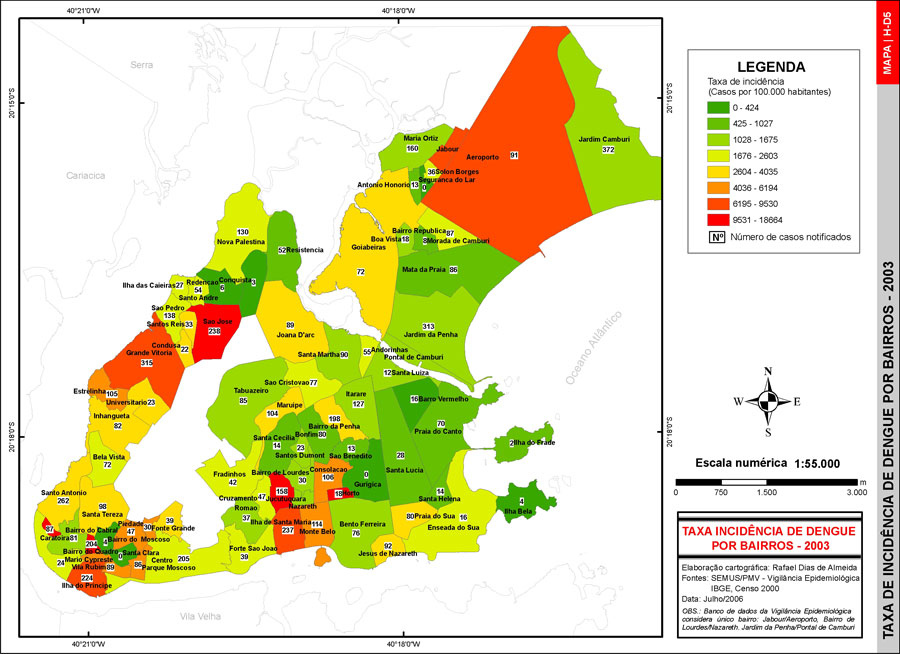 40°21'0"W
40°18'0"W
MAPA | H-D5
TAXA DE INCIDÊNCIA DE DENGUE POR BAIRROS - 2003
20°15'0"S
20°15'0"S
20°18'0"S
20°18'0"S
40°21'0"W
40°18'0"W
Serra
Cariacica
Vila Velha
Oceano Atlântico
LEGENDA
Taxa de incidência
(Casos por 100.000 habitantes)
0 - 424
425 - 1027
1028 - 1675
1676 - 2603
2604 - 4035
4036 - 6194
6195 - 9530
9531 - 18664
Nº Número de casos notificados
N
W E
S
Escala numérica 1:55.000
0 750 1.500 3.000
m
TAXA INCIDÊNCIA DE DENGUE
POR BAIRROS - 2003
Elaboração cartográfica: Rafael Dias de Almeida
Fontes: SEMUS/PMV - Vigilância Epidemiológica
IBGE, Censo 2000
Data: Julho/2006
OBS.: Banco de dados da Vigilância Epidemiológica
considera único bairro: Jabour/Aeroporto, Bairro de
Lourdes/Nazareth. Jardim da Penha/Pontal de Camburi
Maria Ortiz
160
Jabour
Aeroporto
91
Jardim Camburi
372
36 Solon Borges
Seguranca do Lar
0
Antonio Honorio 13
Bairro Republica
87
Boa Vista 18
8 Morada de Camburi
Goiabeiras
72
Mata da Praia 86
313
Jardim da Penha
130
Nova Palestina
52 Resistencia
Ilha das Caieiras 27
Redencao
54
Conquista
6
3
Santo Andre
Sao Pedro
138
Santos Reis 33
Sao Jose
238
Condusa
22
Grande Vitoria
315
89
Joana D'arc
Santa Martha 90
55 Andorinhas
Pontal de Camburi
12 Santa Luiza
Estrelinha
105
Universitario 23
Inhangueta
82
Tabuazeiro
85
Sao Cristovao 77
Itarare
127
Maruipe
104
16 Barro Vermelho
198
Bairro da Penha
70
Praia do Canto
Santa Cecilia
14
Bonfim 80
23
Santos Dumont
13
Sao Benedito
28
Santa Lucia
2 Ilha do Frade
Bela Vista
72
Fradinhos
42
Bairro de Lourdes
30
Consolacao
106
0
Gurigica
Santo Antonio
262
98
Santa Tereza
Cruzamento 47
158
Jucutuquara
Nazareth
18 Horto
14
Santa Helena
4
Ilha Bela
Romao
37
Ilha de Santa Maria 114
237 Monte Belo
Bento Ferreira
76
80 Praia do Sua
16
Enseada do Sua
92
Jesus de Nazareth
87
Caratoira 81
Bairro do Cabral
204
4
Piedade
47
30
39
Fonte Grande
Bairro do Moscoso
Bairro do Quadro
0 Santa Clara
24
Mario Cypreste
Vila Rubim 89
86
Parque Moscoso
Centro 205
224
Ilha do Principe
Forte Sao Joao
39